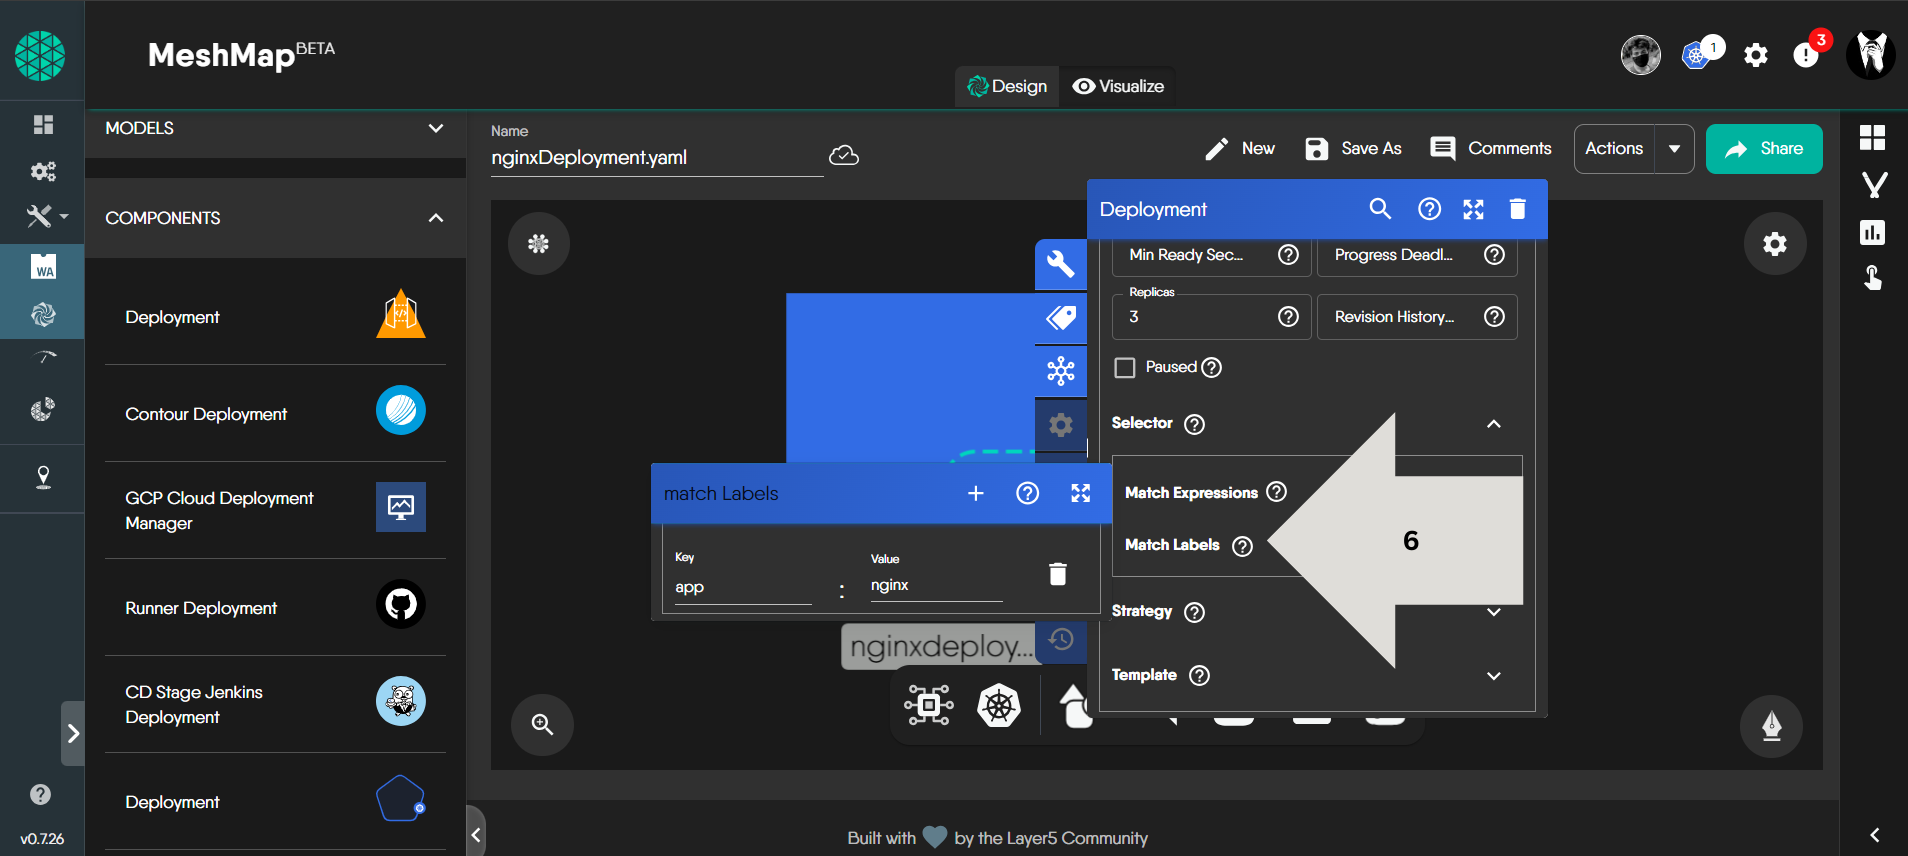 MeshMap BETA
1
3
Design
Visualize
MODELS
COMPONENTS
Deployment
Contour Deployment
GCP Cloud Deployment
Manager
Runner Deployment
CD Stage Jenkins
Deployment
Deployment
WA
v0.7.26
Name
nginxDeployment.yaml
New
Save As
Comments
Actions
Share
Deployment
Min Ready Sec...
Progress Deadl...
Replicas
3
Revision History...
Paused
Selector
Match Expressions
Match Labels
6
Strategy
Template
match Labels
Key
app
:
Value
nginx
nginxdeploy...
Built with by the Layer5 Community